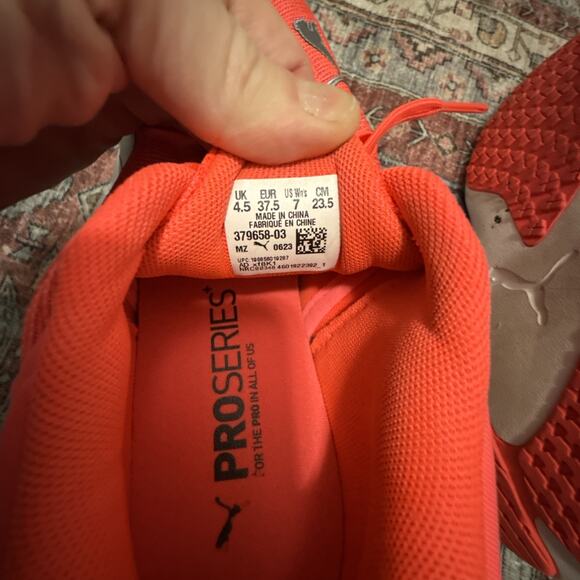 UK EUR US Wn's CM
4.5 37.5 7 23.5
MADE IN CHINA
FABRIQUÉ EN CHINE
379658-03
MZ 0623
PROSERIES+
FOR THE PRO IN ALL OF US